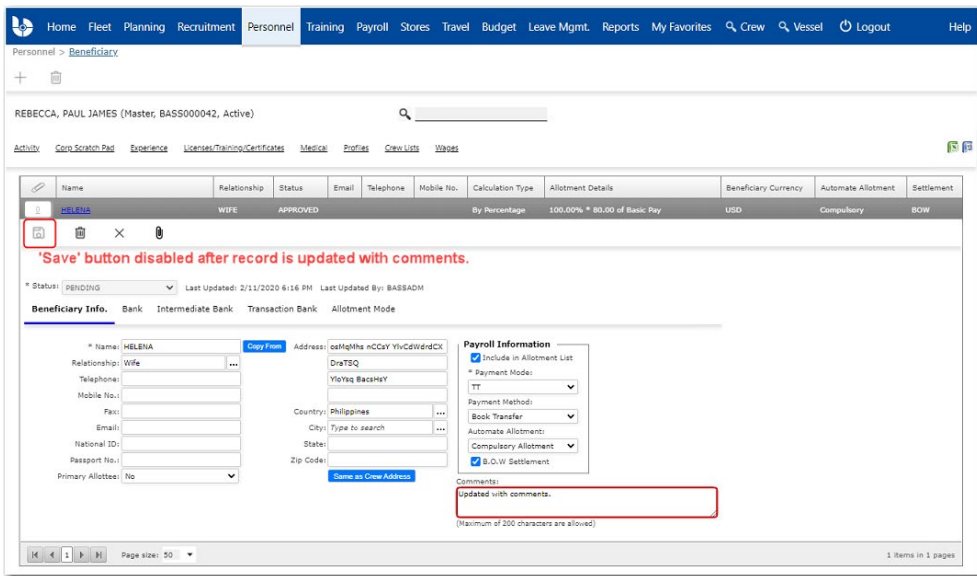 Home Fleet Planning Recruitment Personnel Training Payroll Stores Travel Budget Leave Mgmt. Reports My Favorites Crew Vessel Logout Help
Personnel > Beneficiary
REBECCA, PAUL JAMES (Master, BASS000042, Active)
Activity Corp Scratch Pad Experience Licenses/Training/Certificates Medical Profiles Crew Lists Wages
Name Relationship Status Email Telephone Mobile No. Calculation Type Allotment Details Beneficiary Currency Automate Allotment Settlement
0 HELENA WIFE APPROVED By Percentage 100.00% * 80.00 of Basic Pay USD Compulsory BOW
'Save' button disabled after record is updated with comments.
* Status: PENDING Last Updated: 2/11/2020 6:16 PM Last Updated By: BASSADM
Beneficiary Info. Bank Intermediate Bank Transaction Bank Allotment Mode
* Name: HELENA Copy From Address: osMqMhs nCCsY YlvCdWdrdCX Payroll Information
Include in Allotment List
Relationship: Wife ... DraTSQ
* Payment Mode:
Telephone: YloYsq BacsHsY
TT
Mobile No.:
Payment Method:
Fax: Country: Philippines ... Book Transfer
Email: City: Type to search ... Automate Allotment:
National ID: State: Compulsory Allotment
Passport No.: Zip Code: B.O.W Settlement
Primary Allottee: No Same as Crew Address
Comments:
Updated with comments.
(Maximum of 200 characters are allowed)
1 Page size: 50 1 items in 1 pages